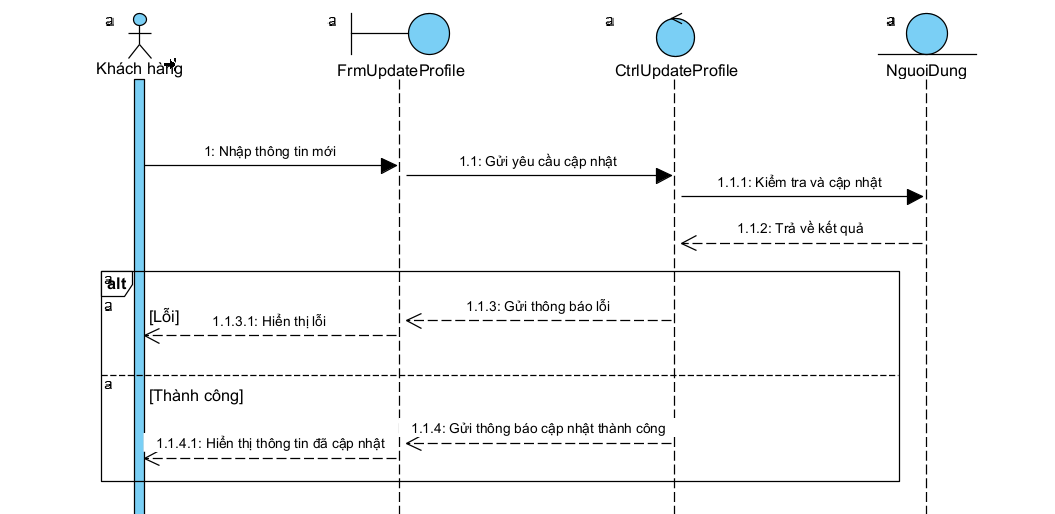 a
a
a
a
Khách hàng
FrmUpdateProfile
CtrlUpdateProfile
NguoiDung
1: Nhập thông tin mới
1.1: Gửi yêu cầu cập nhật
1.1.1: Kiểm tra và cập nhật
1.1.2: Trả về kết quả
a
alt
a
[Lỗi]
1.1.3: Gửi thông báo lỗi
1.1.3.1: Hiển thị lỗi
a
[Thành công]
1.1.4: Gửi thông báo cập nhật thành công
1.1.4.1: Hiển thị thông tin đã cập nhật